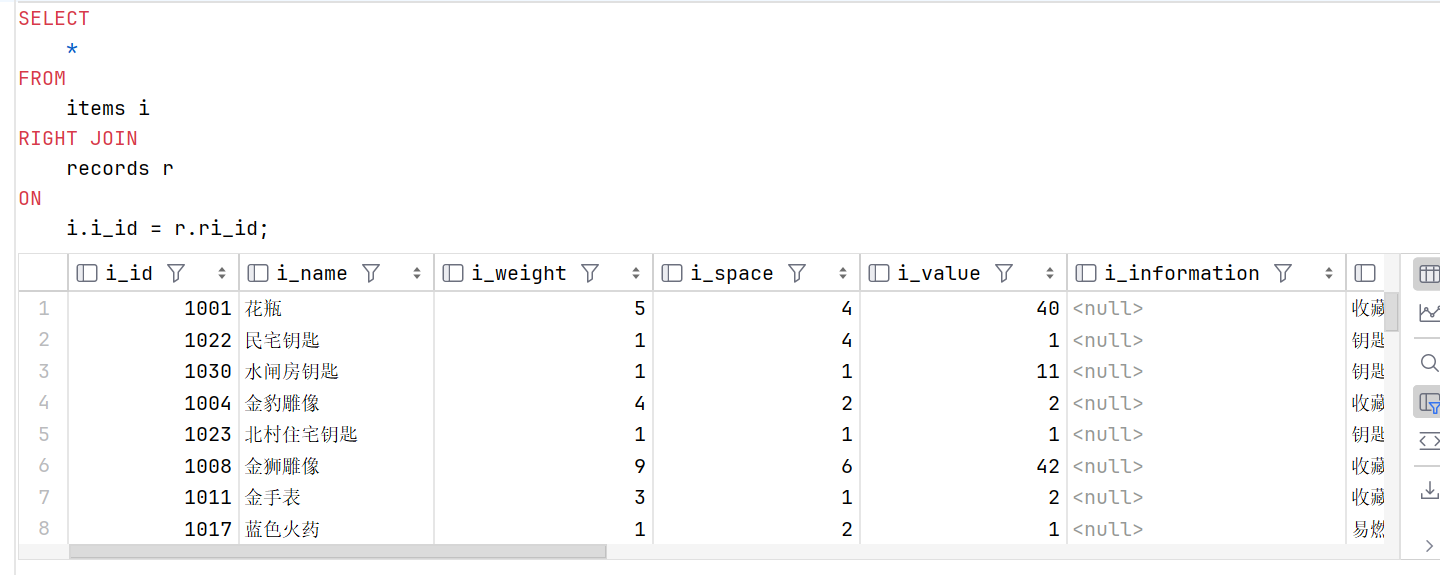 SELECT
*
FROM
items i
RIGHT JOIN
records r
ON
i.i_id = r.ri_id;
i_id i_name i_weight i_space i_value i_information
1 1001 花瓶 5 4 40 <null> 收藏
2 1022 民宅钥匙 1 4 1 <null> 钥匙
3 1030 水闸房钥匙 1 1 11 <null> 钥匙
4 1004 金豹雕像 4 2 2 <null> 收藏
5 1023 北村住宅钥匙 1 1 1 <null> 钥匙
6 1008 金狮雕像 9 6 42 <null> 收藏
7 1011 金手表 3 1 2 <null> 收藏
8 1017 蓝色火药 1 2 1 <null> 易燃